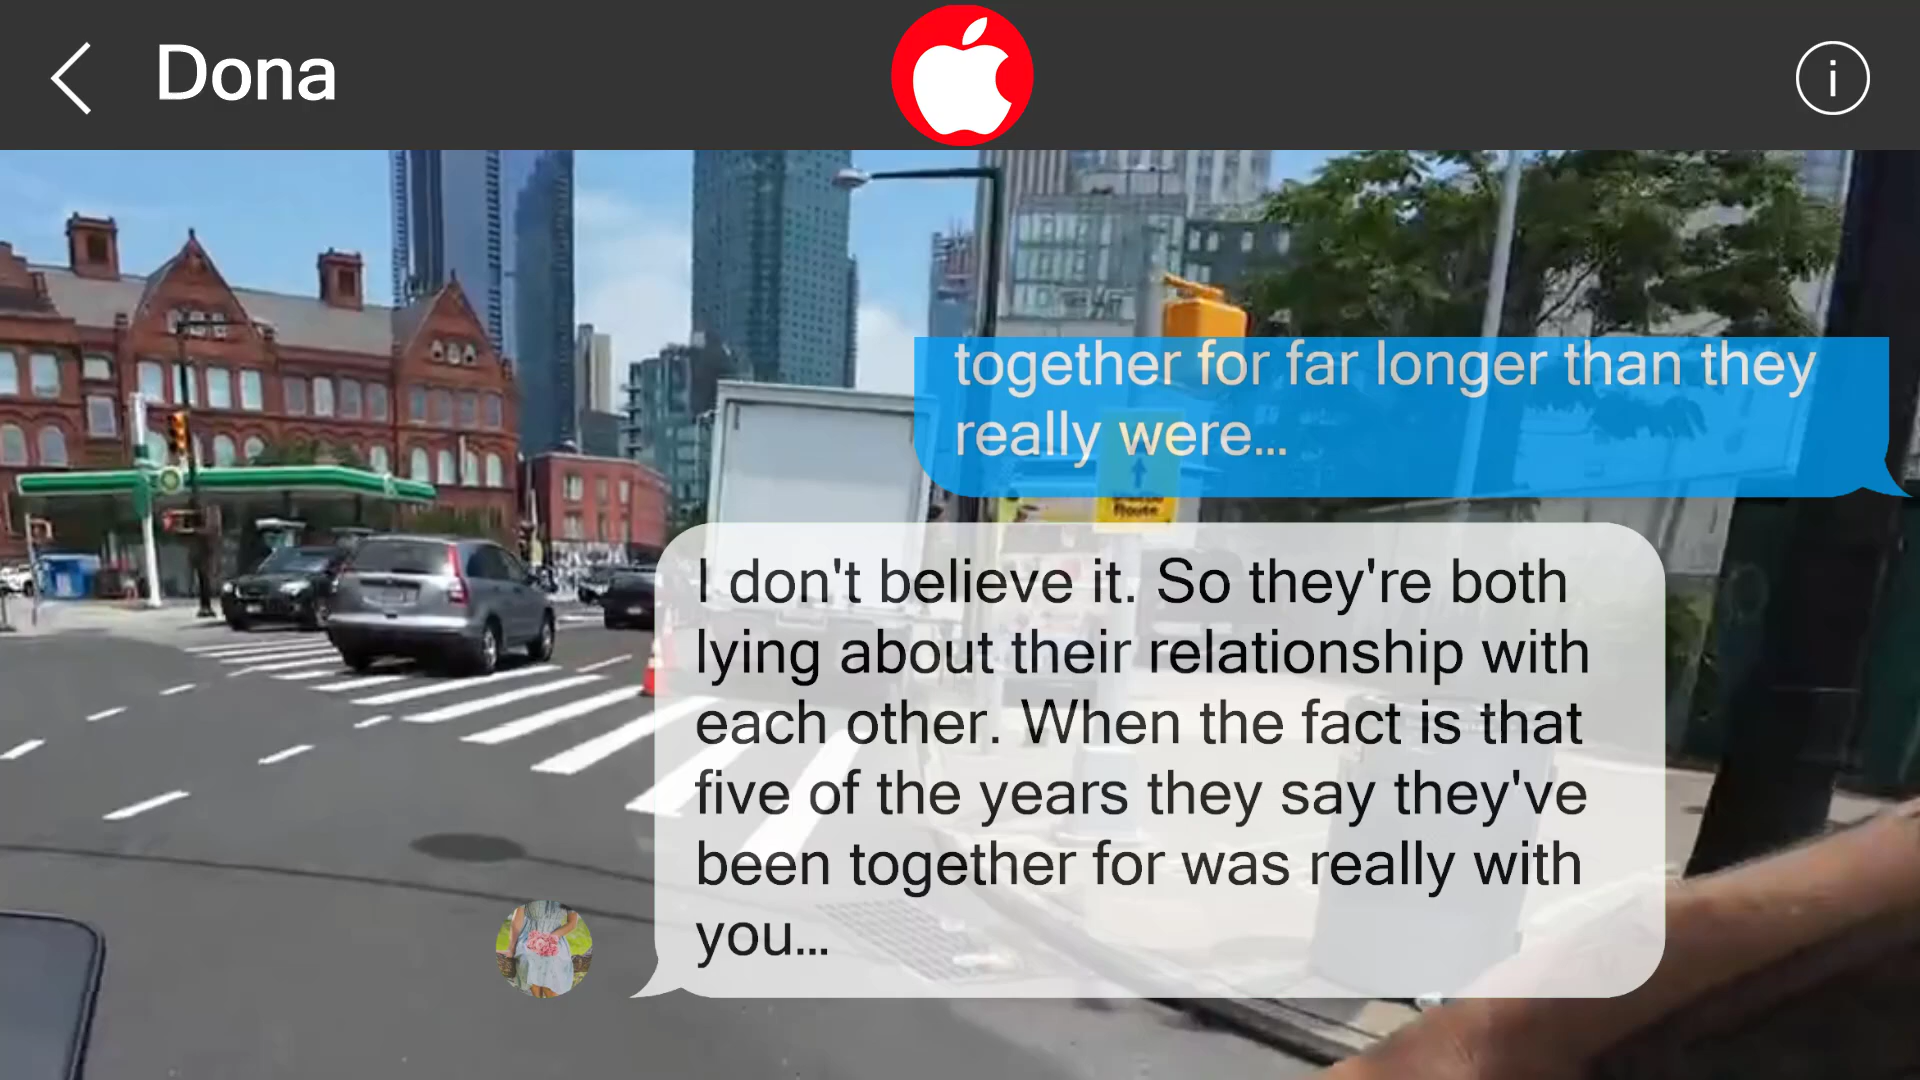 Dona
i
together for far longer than they
really were...
Route
I don't believe it. So they're both
lying about their relationship with
each other. When the fact is that
five of the years they say they've
been together for was really with
you...